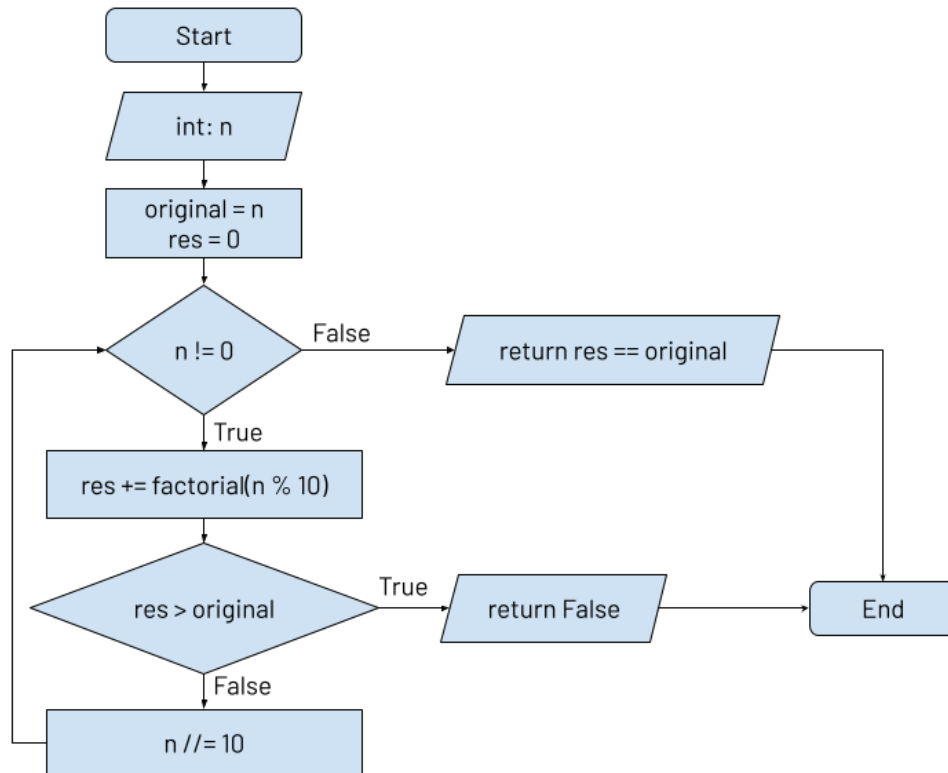 Start
int: n
original = n
res = 0
n != 0
False
return res == original
True
res += factorial(n % 10)
res > original
True
return False
End
False
n //= 10